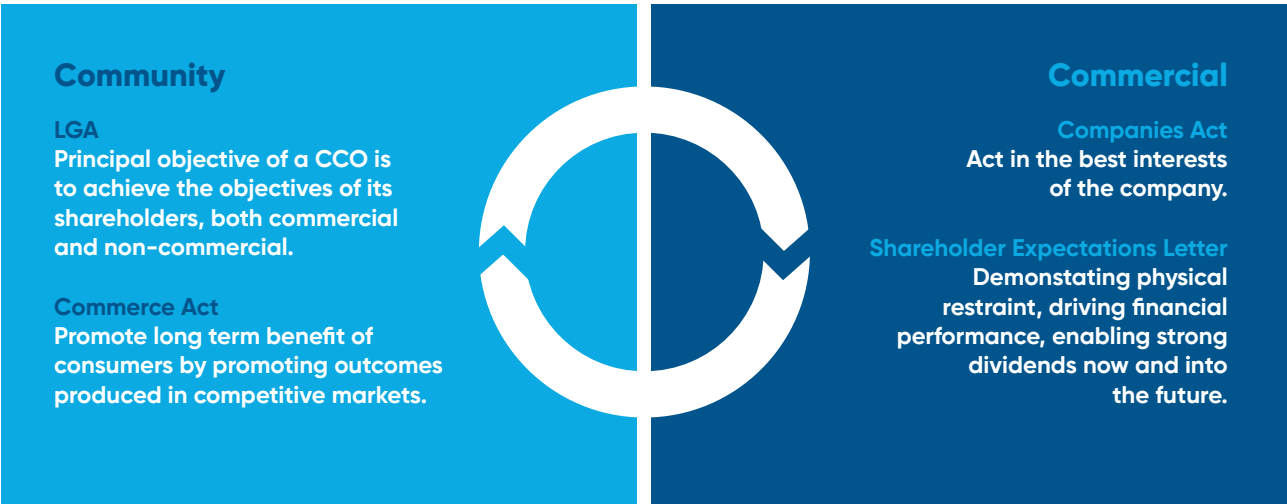 Community
LGA
Principal objective of a CCO is
to achieve the objectives of its
shareholders, both commercial
and non-commercial.
Commerce Act
Promote long term benefit of
consumers by promoting outcomes
produced in competitive markets.
Commercial
Companies Act
Act in the best interests
of the company.
Shareholder Expectations Letter
Demonstating physical
restraint, driving financial
performance, enabling strong
dividends now and into
the future.